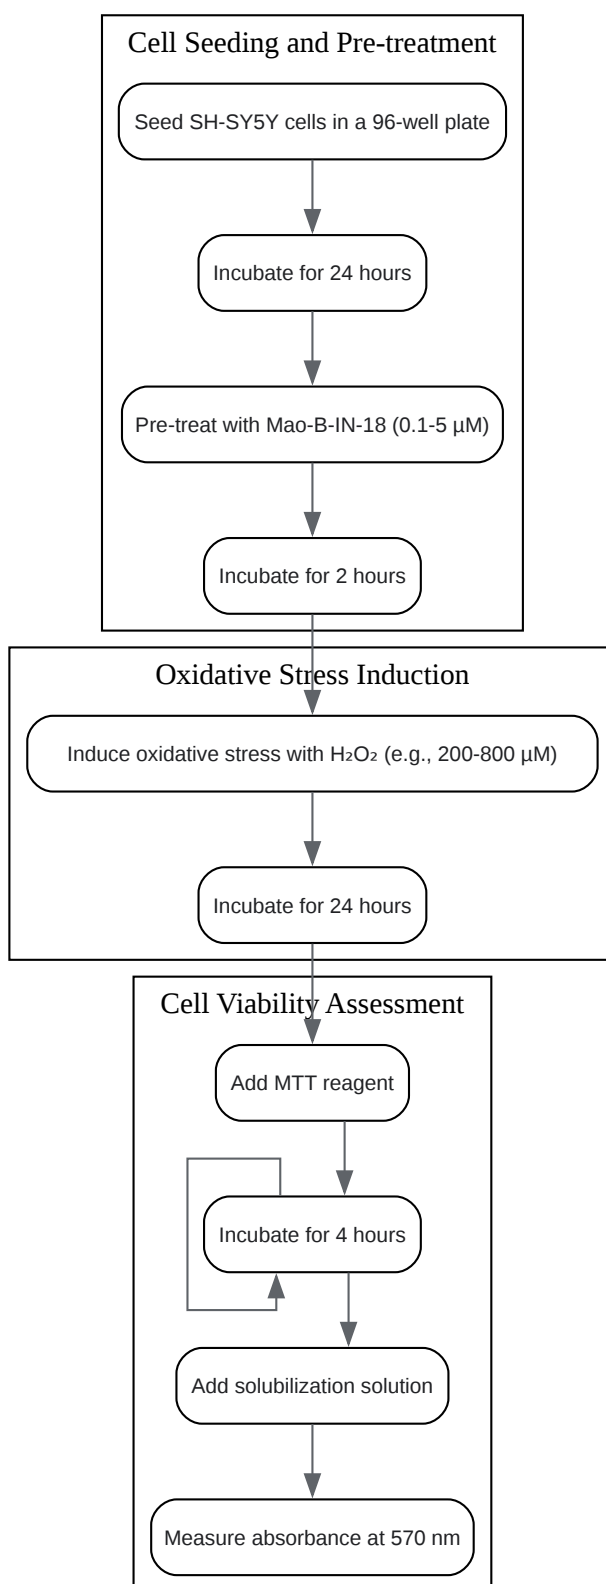 Cell Seeding and Pre-treatment
Seed SH-SY5Y cells in a 96-well plate
Incubate for 24 hours
Pre-treat with Mao-B-IN-18 (0.1-5 µM)
Incubate for 2 hours
Oxidative Stress Induction
Induce oxidative stress with H₂O₂ (e.g., 200-800 µM)
Incubate for 24 hours
Cell Viability Assessment
Add MTT reagent
Incubate for 4 hours
Add solubilization solution
Measure absorbance at 570 nm